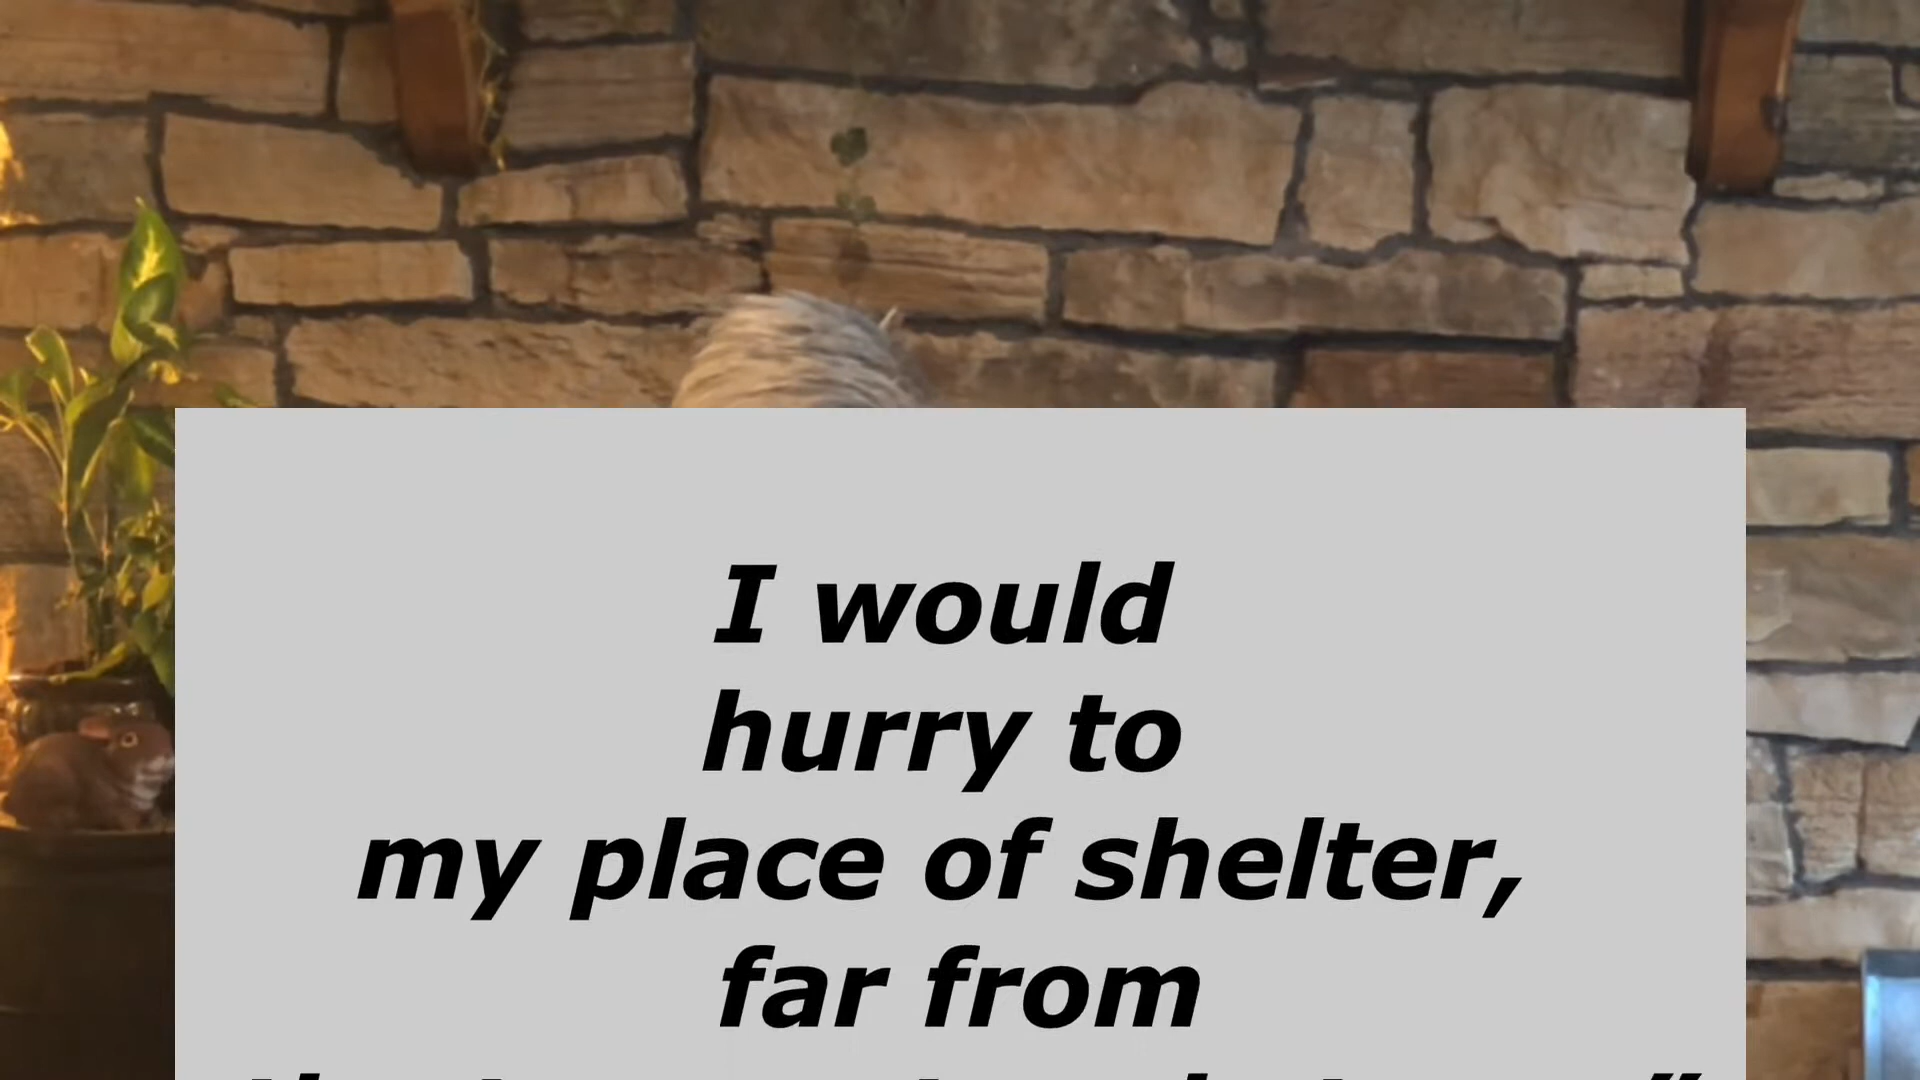 I would
hurry to
my place of shelter,
far from